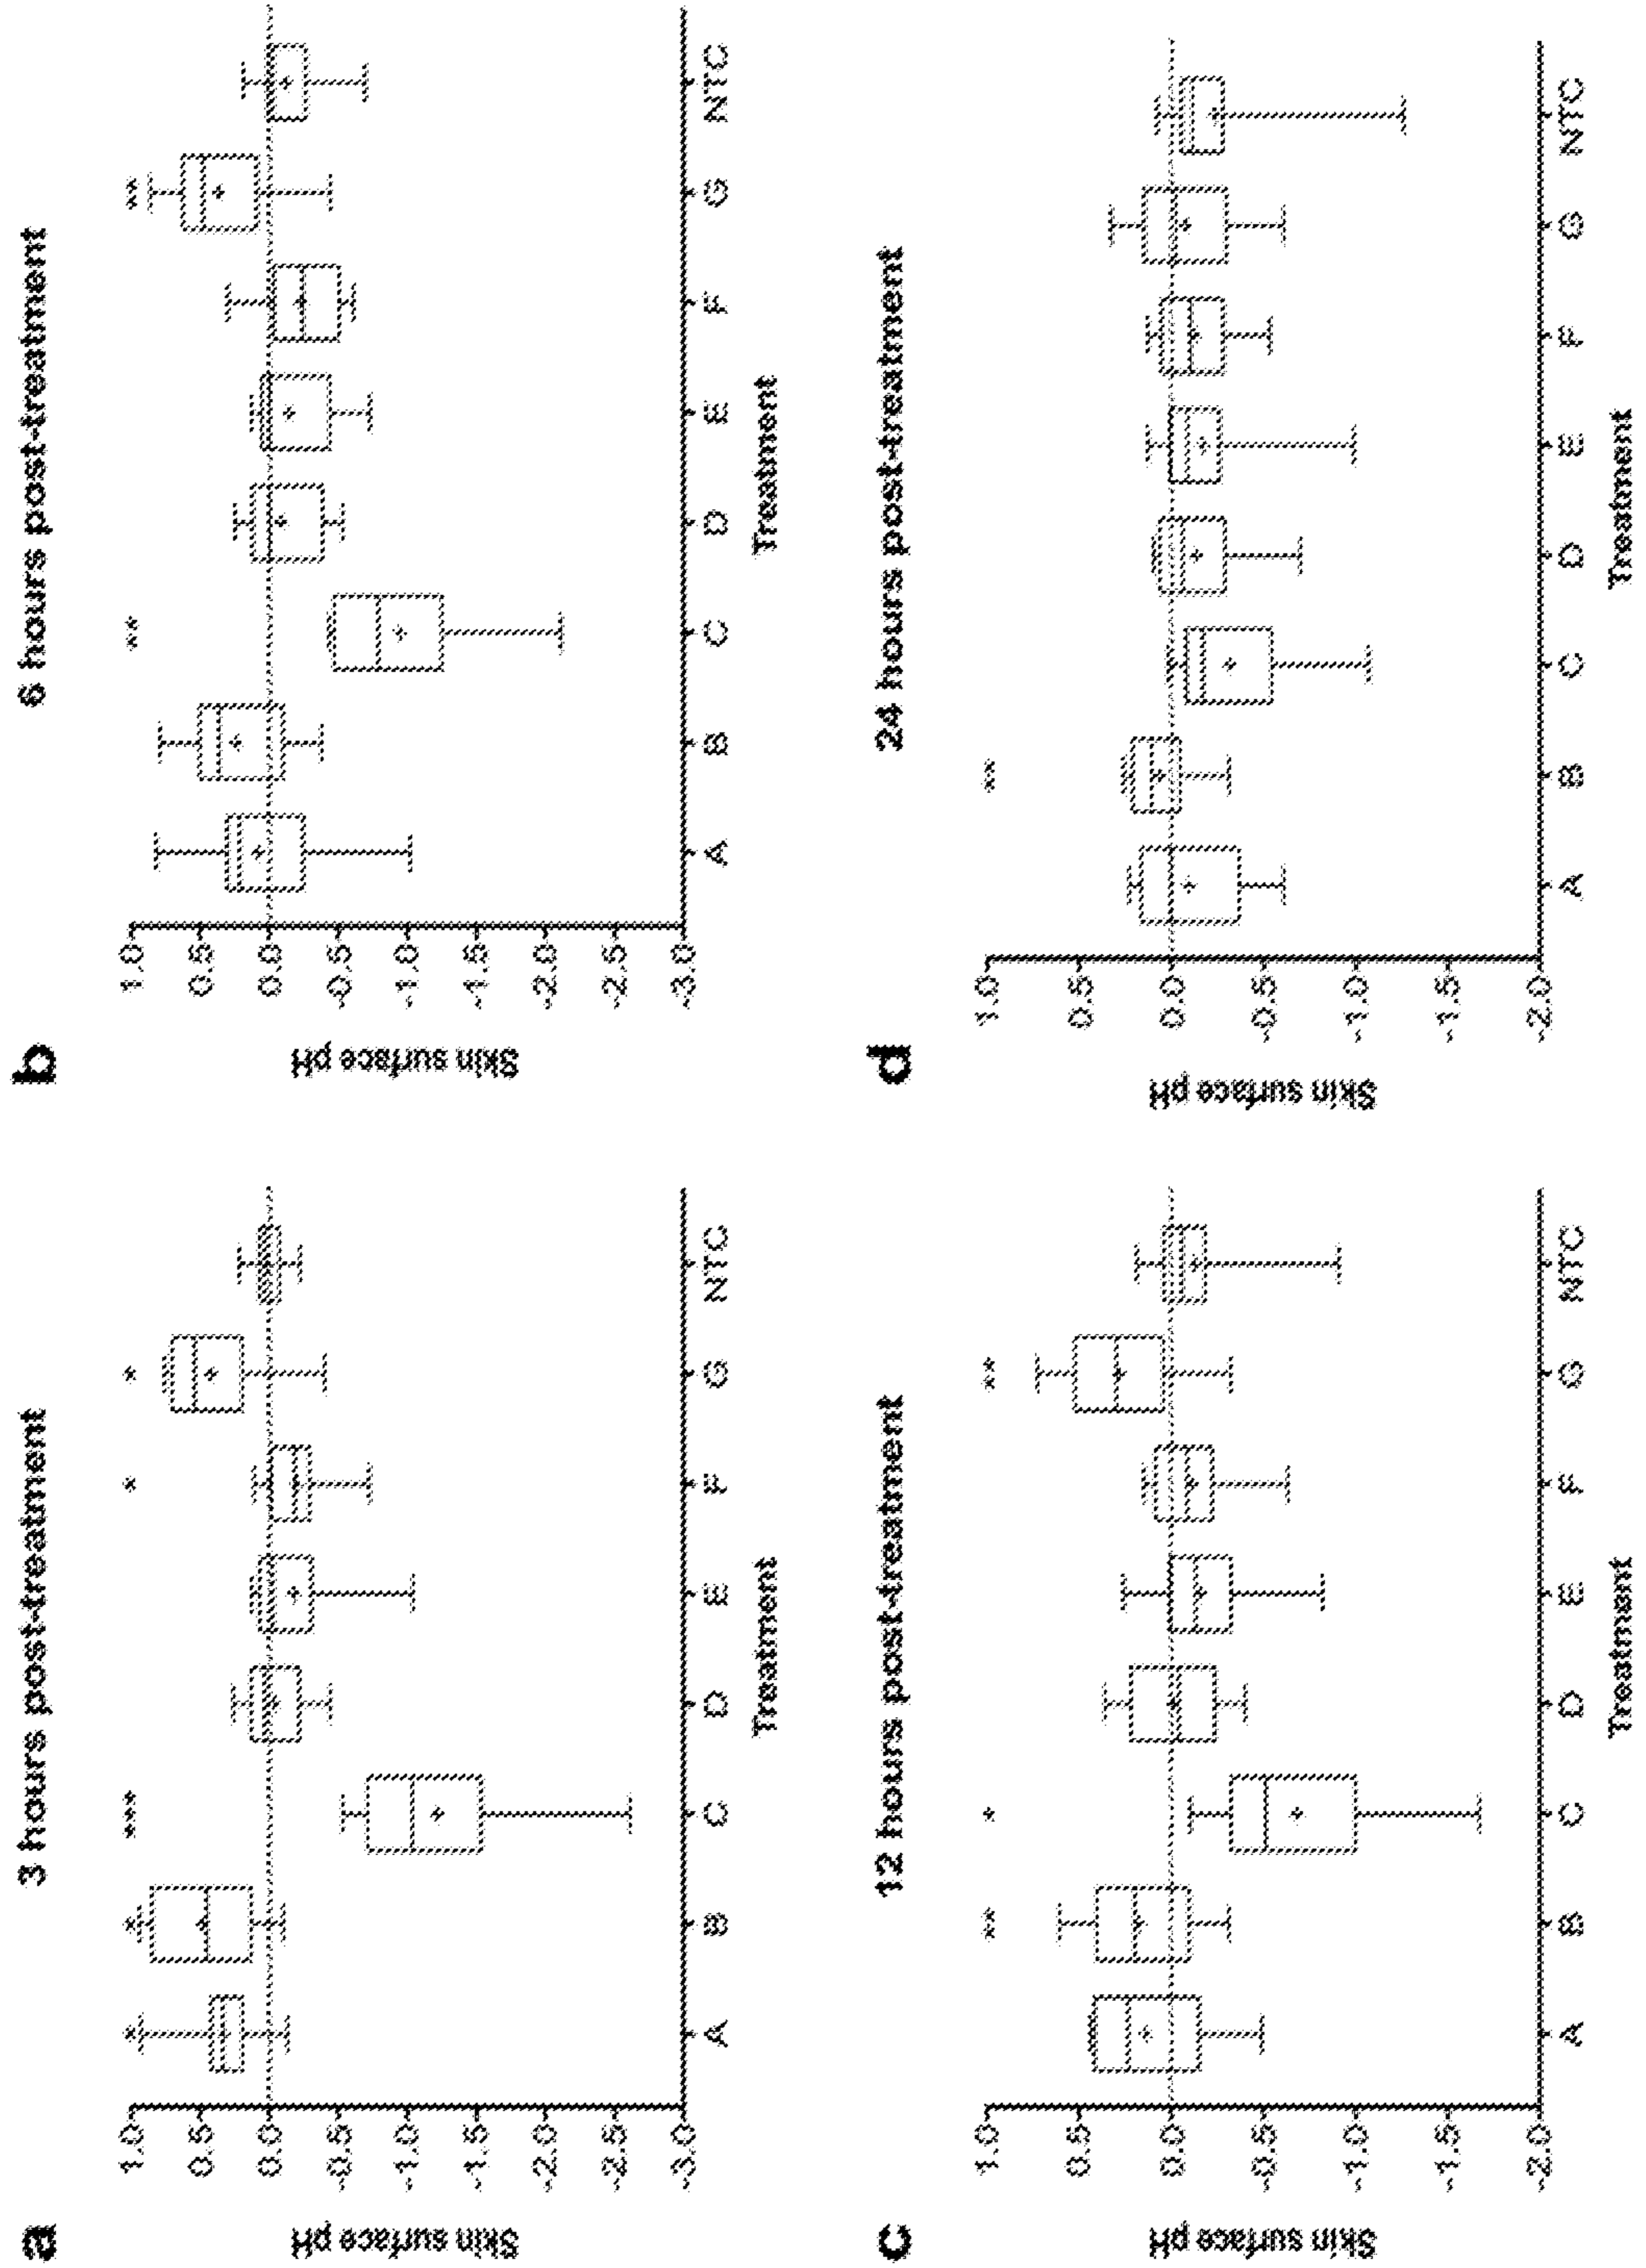 a
3 hours post-treatment
Skin surface pH
1.0 * * *** * *
0.5
0.0
-0.5
-1.0
-1.5
-2.0
-2.5
-3.0
A B C D E F G NTC
Treatment
b
6 hours post-treatment
Skin surface pH
1.0 ** **
0.5
0.0
-0.5
-1.0
-1.5
-2.0
-2.5
-3.0
A B C D E F G NTC
Treatment
c
12 hours post-treatment
Skin surface pH
1.0 ** * **
0.5
0.0
-0.5
-1.0
-1.5
-2.0
A B C D E F G NTC
Treatment
d
24 hours post-treatment
Skin surface pH
1.0 **
0.5
0.0
-0.5
-1.0
-1.5
-2.0
A B C D E F G NTC
Treatment